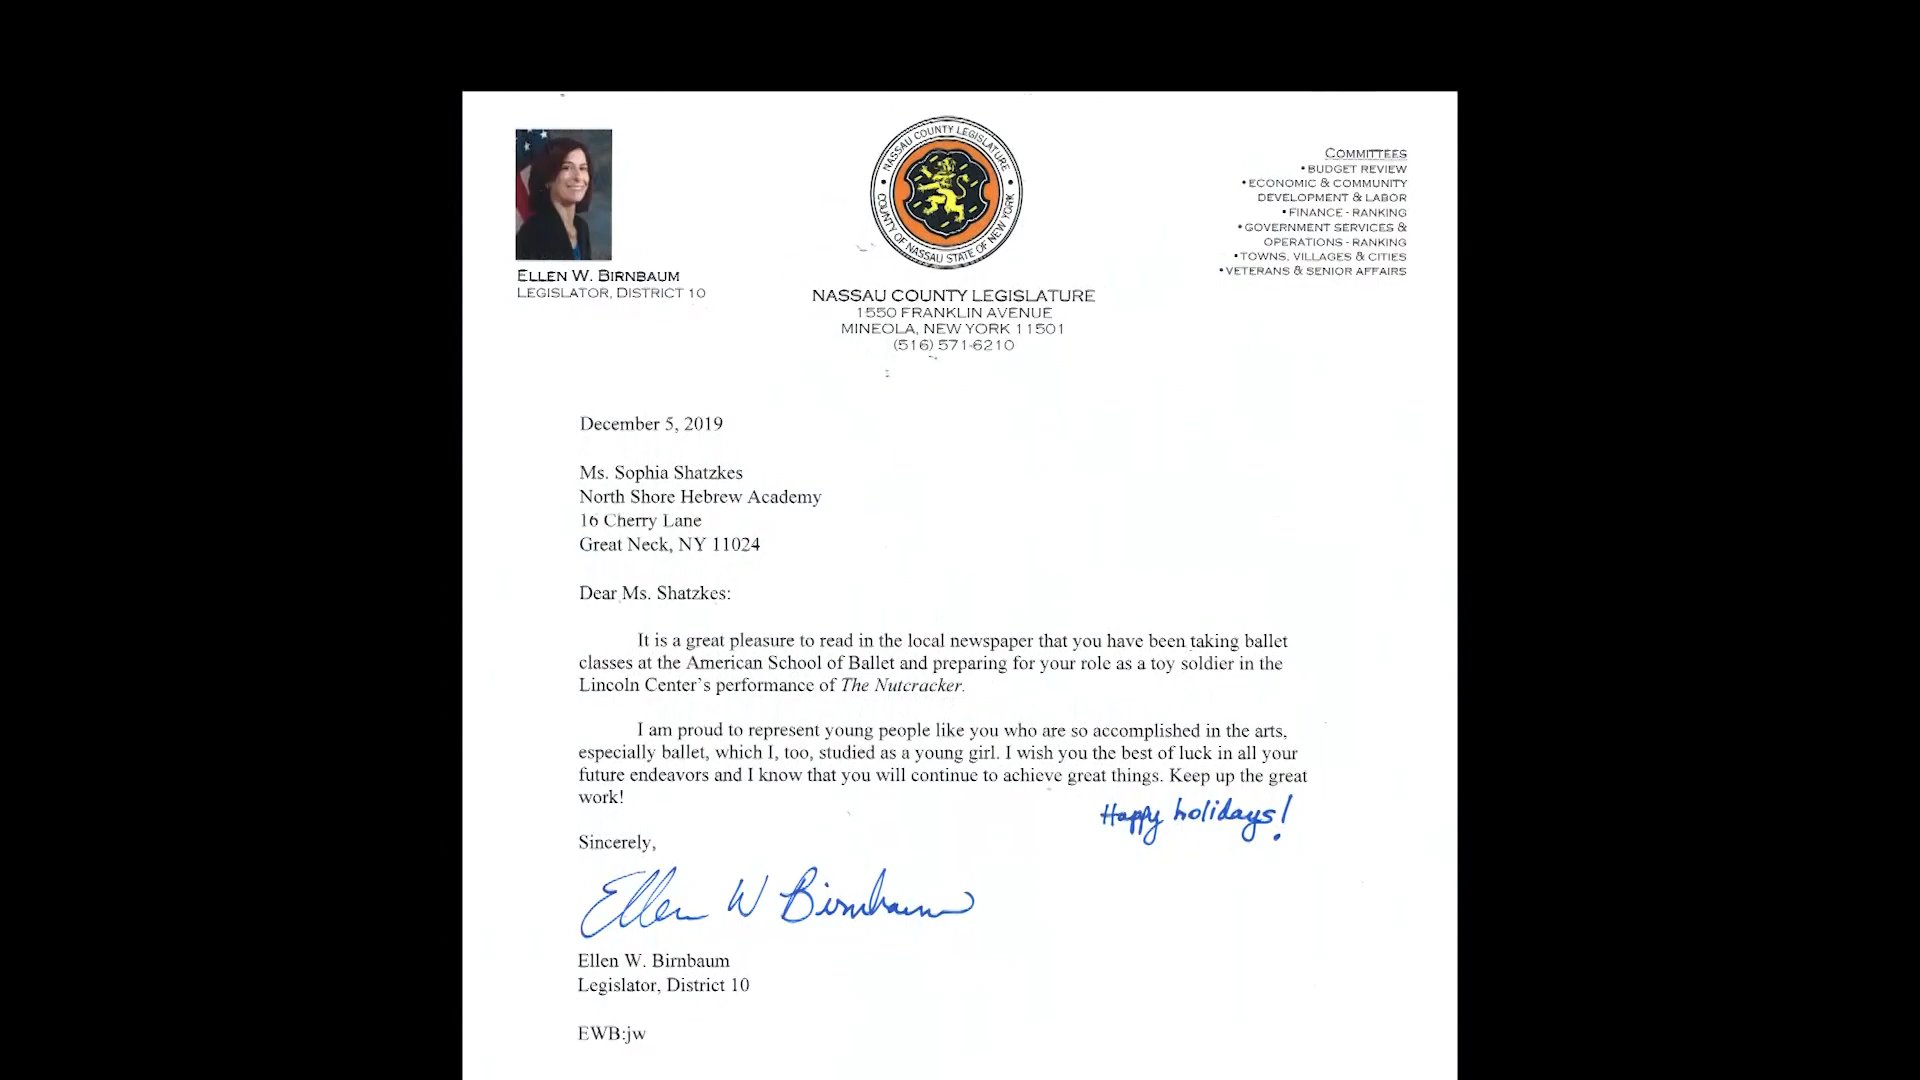 ELLEN W. BIRNBAUM
LEGISLATOR, DISTRICT 10
NASSAU COUNTY LEGISLATURE
COUNTY OF NASSAU STATE OF NEW YORK
NASSAU COUNTY LEGISLATURE
1550 FRANKLIN AVENUE
MINEOLA, NEW YORK 11501
(516) 571-6210
COMMITTEES
• BUDGET REVIEW
• ECONOMIC & COMMUNITY
DEVELOPMENT & LABOR
• FINANCE - RANKING
• GOVERNMENT SERVICES &
OPERATIONS - RANKING
• TOWNS, VILLAGES & CITIES
• VETERANS & SENIOR AFFAIRS
December 5, 2019
Ms. Sophia Shatzkes
North Shore Hebrew Academy
16 Cherry Lane
Great Neck, NY 11024
Dear Ms. Shatzkes:
It is a great pleasure to read in the local newspaper that you have been taking ballet
classes at the American School of Ballet and preparing for your role as a toy soldier in the
Lincoln Center's performance of The Nutcracker.
I am proud to represent young people like you who are so accomplished in the arts,
especially ballet, which I, too, studied as a young girl. I wish you the best of luck in all your
future endeavors and I know that you will continue to achieve great things. Keep up the great
work!
Happy holidays!
Sincerely,
Ellen W Birnbaum
Ellen W. Birnbaum
Legislator, District 10
EWB:jw